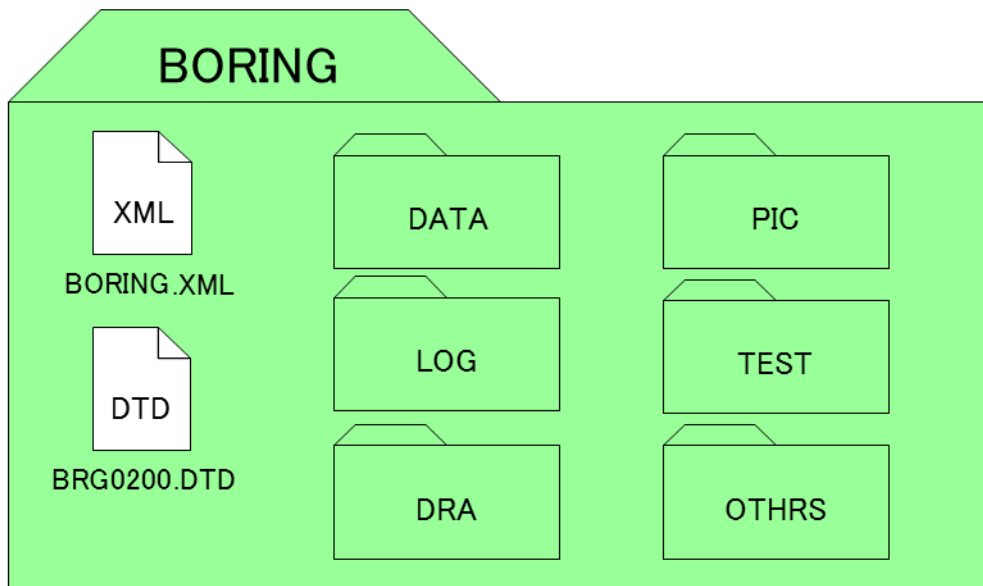 BORING
XML
BORING.XML
DTD
BRG0200.DTD
DATA
PIC
LOG
TEST
DRA
OTHRS